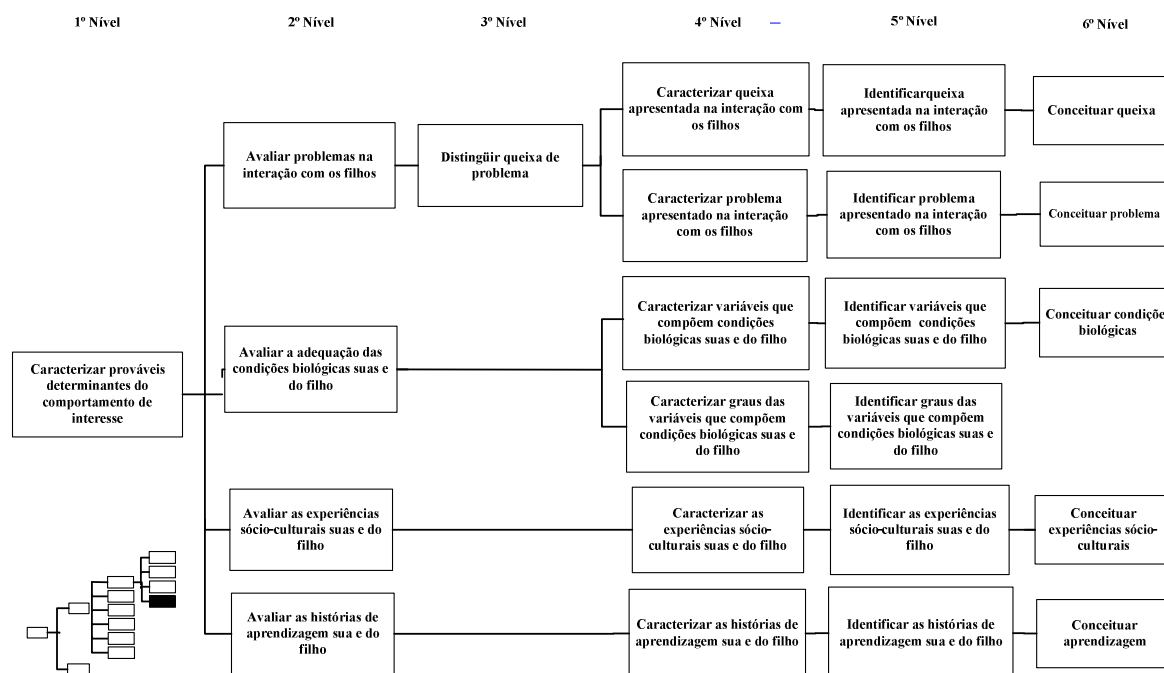 1º Nível
2º Nível
3º Nível
4º Nível
5º Nível
6º Nível
Caracterizar prováveis
determinantes do
comportamento de
interesse
Avaliar problemas na
interação com os filhos
Distingüir queixa de
problema
Caracterizar queixa
apresentada na interação com
os filhos
Identificarqueixa
apresentada na interação
com os filhos
Conceituar queixa
Caracterizar problema
apresentado na interação
com os filhos
Identificar problema
apresentado na interação
com os filhos
Conceituar problema
Avaliar a adequação das
condições biológicas suas e
do filho
Caracterizar variáveis que
compõem condições
biológicas suas e do filho
Identificar variáveis que
compõem condições
biológicas suas e do filho
Conceituar condiçõe
biológicas
Caracterizar graus das
variáveis que compõem
condições biológicas suas e
do filho
Identificar graus das
variáveis que compõem
condições biológicas suas e
do filho
Avaliar as experiências
sócio-culturais suas e do
filho
Caracterizar as
experiências sócio-
culturais suas e do filho
Identificar as experiências
sócio-culturais suas e do
filho
Conceituar
experiências sócio-
culturais
Avaliar as histórias de
aprendizagem sua e do
filho
Caracterizar as histórias
de aprendizagem sua e do filho
Identificar as histórias de
aprendizagem sua e do filho
Conceituar
aprendizagem